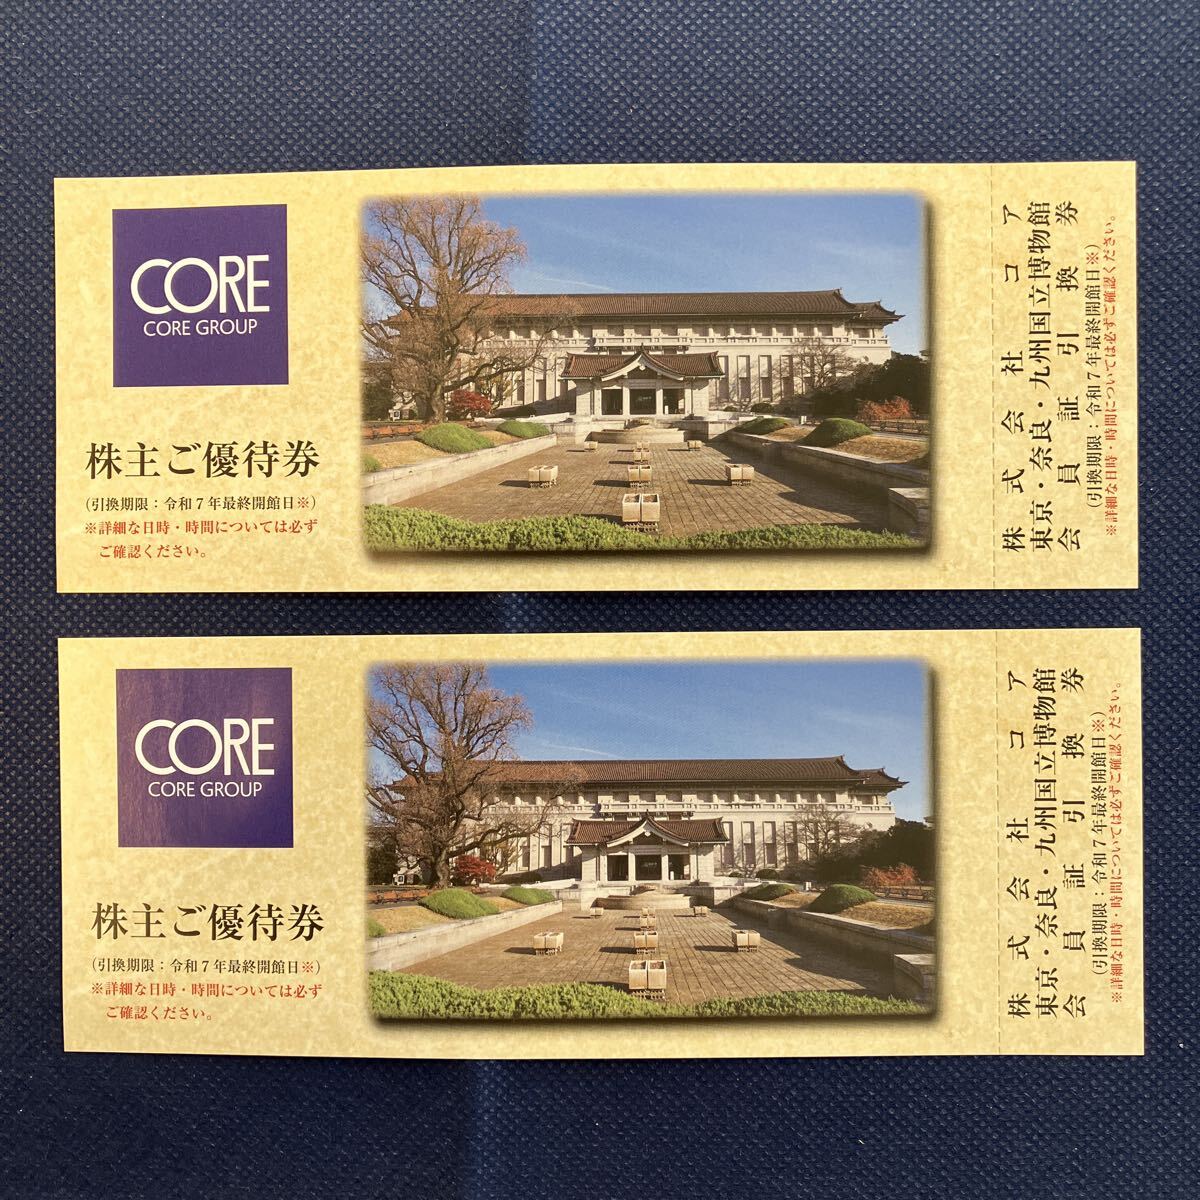 CORE
CORE GROUP
株主ご優待券
(引換期限：令和7年最終開館日※)
※詳細な日時・時間については必ず
ご確認ください。
株式会社コア
東京・奈良・九州国立博物館
会員証引換券
(引換期限：令和7年最終開館日※)
※詳細な日時・時間については必ずご確認ください。
CORE
CORE GROUP
株主ご優待券
(引換期限：令和7年最終開館日※)
※詳細な日時・時間については必ず
ご確認ください。
株式会社コア
東京・奈良・九州国立博物館
会員証引換券
(引換期限：令和7年最終開館日※)
※詳細な日時・時間については必ずご確認ください。